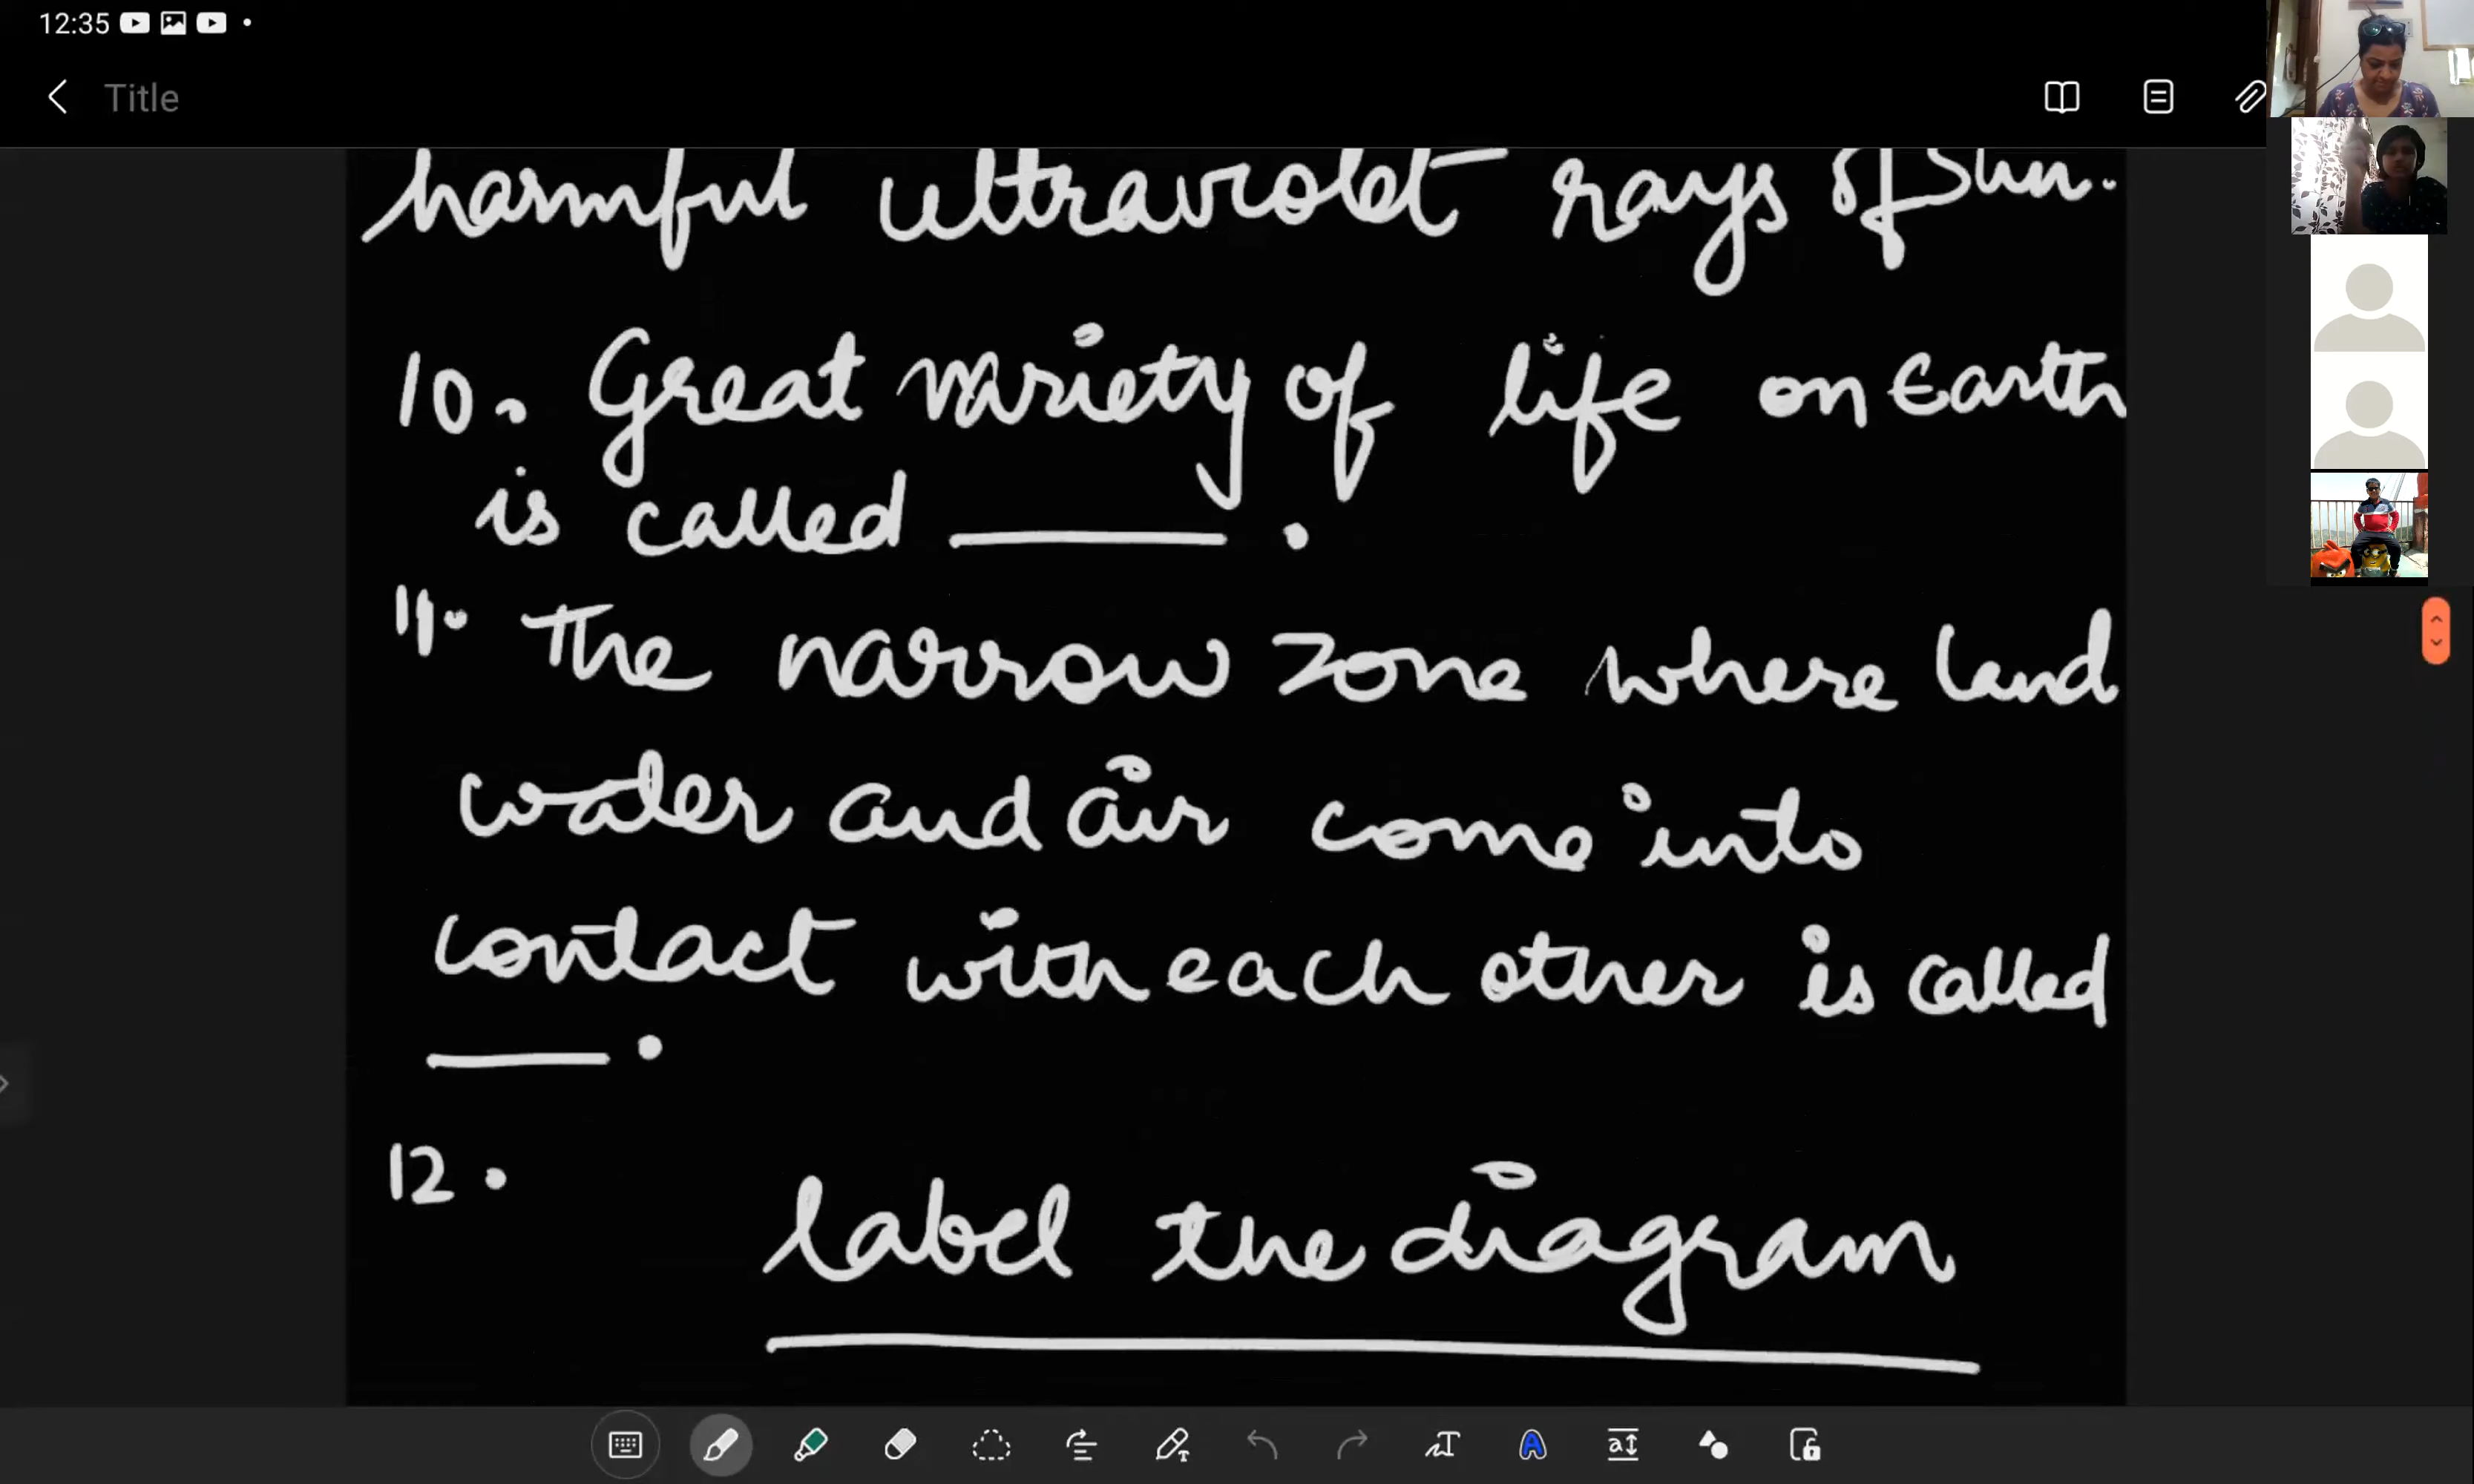 12:35
Title
harmful ultraviolet rays of Sun.
10. Great variety of life on Earth
is called ______.
11. The narrow zone where land
water and air come into
contact with each other is called
______.
12. label the diagram